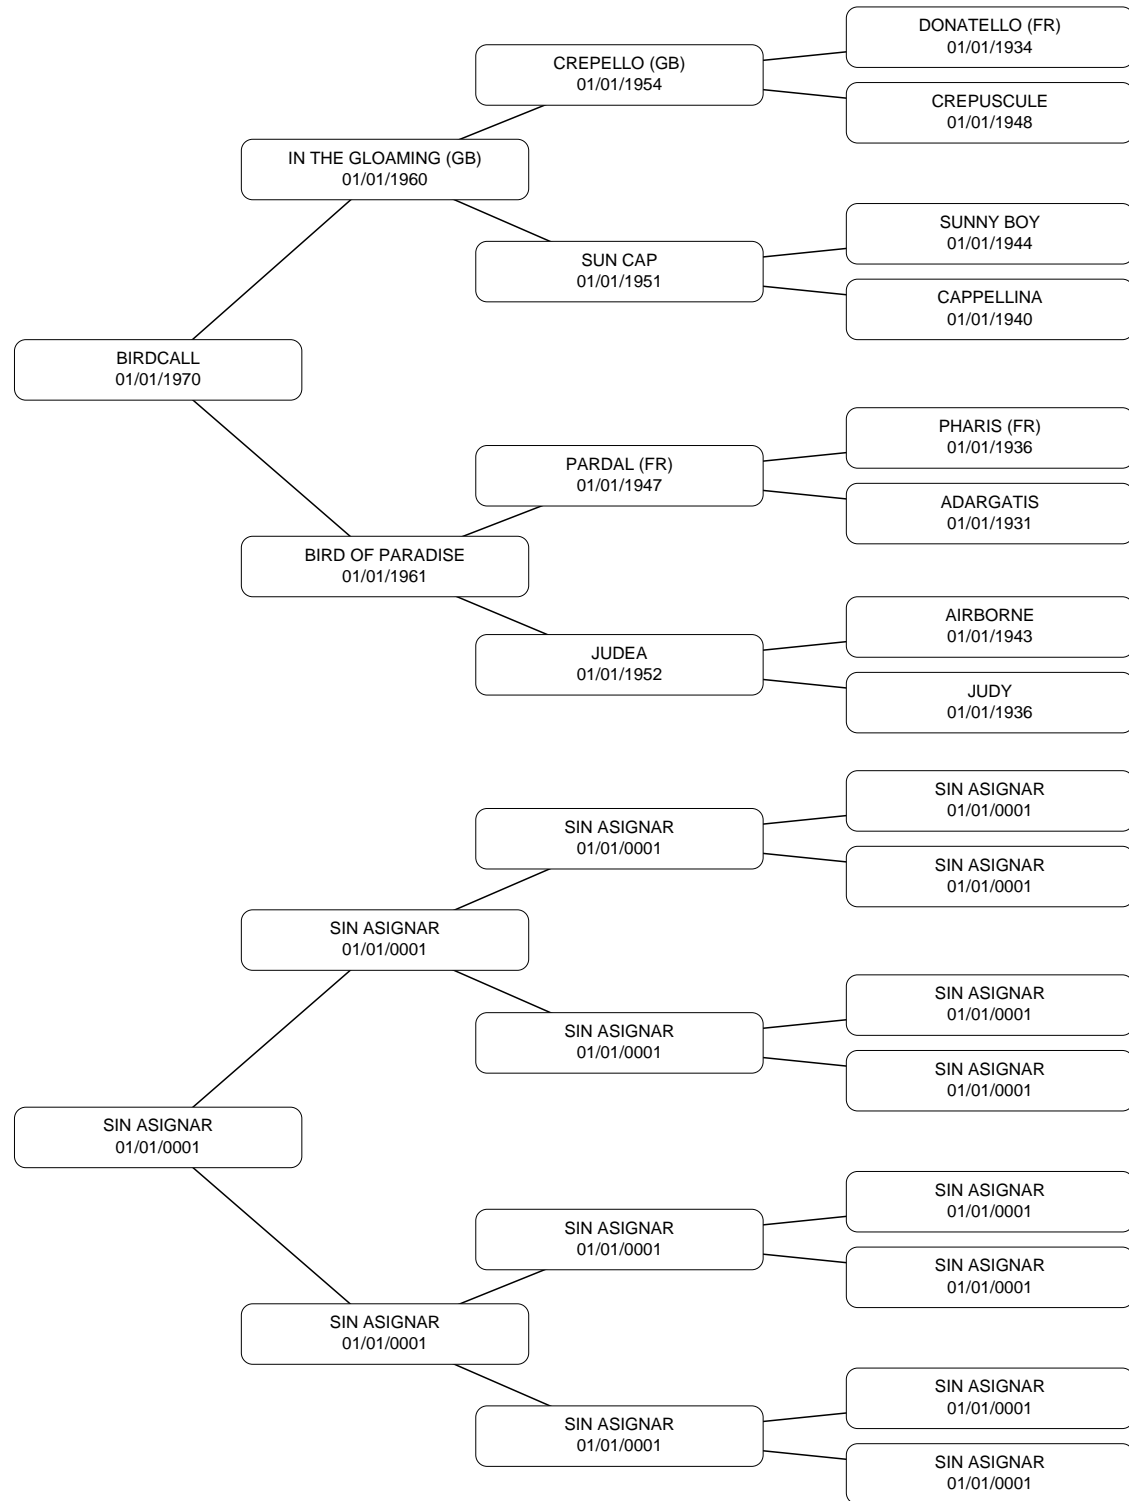 DONATELLO (FR)
01/01/1934
CREPELLO (GB)
01/01/1954
CREPUSCULE
01/01/1948
IN THE GLOAMING (GB)
01/01/1960
SUNNY BOY
01/01/1944
SUN CAP
01/01/1951
CAPPELLINA
01/01/1940
BIRDCALL
01/01/1970
PHARIS (FR)
01/01/1936
PARDAL (FR)
01/01/1947
ADARGATIS
01/01/1931
BIRD OF PARADISE
01/01/1961
AIRBORNE
01/01/1943
JUDEA
01/01/1952
JUDY
01/01/1936
SIN ASIGNAR
01/01/0001
SIN ASIGNAR
01/01/0001
SIN ASIGNAR
01/01/0001
SIN ASIGNAR
01/01/0001
SIN ASIGNAR
01/01/0001
SIN ASIGNAR
01/01/0001
SIN ASIGNAR
01/01/0001
SIN ASIGNAR
01/01/0001
SIN ASIGNAR
01/01/0001
SIN ASIGNAR
01/01/0001
SIN ASIGNAR
01/01/0001
SIN ASIGNAR
01/01/0001
SIN ASIGNAR
01/01/0001
SIN ASIGNAR
01/01/0001
SIN ASIGNAR
01/01/0001